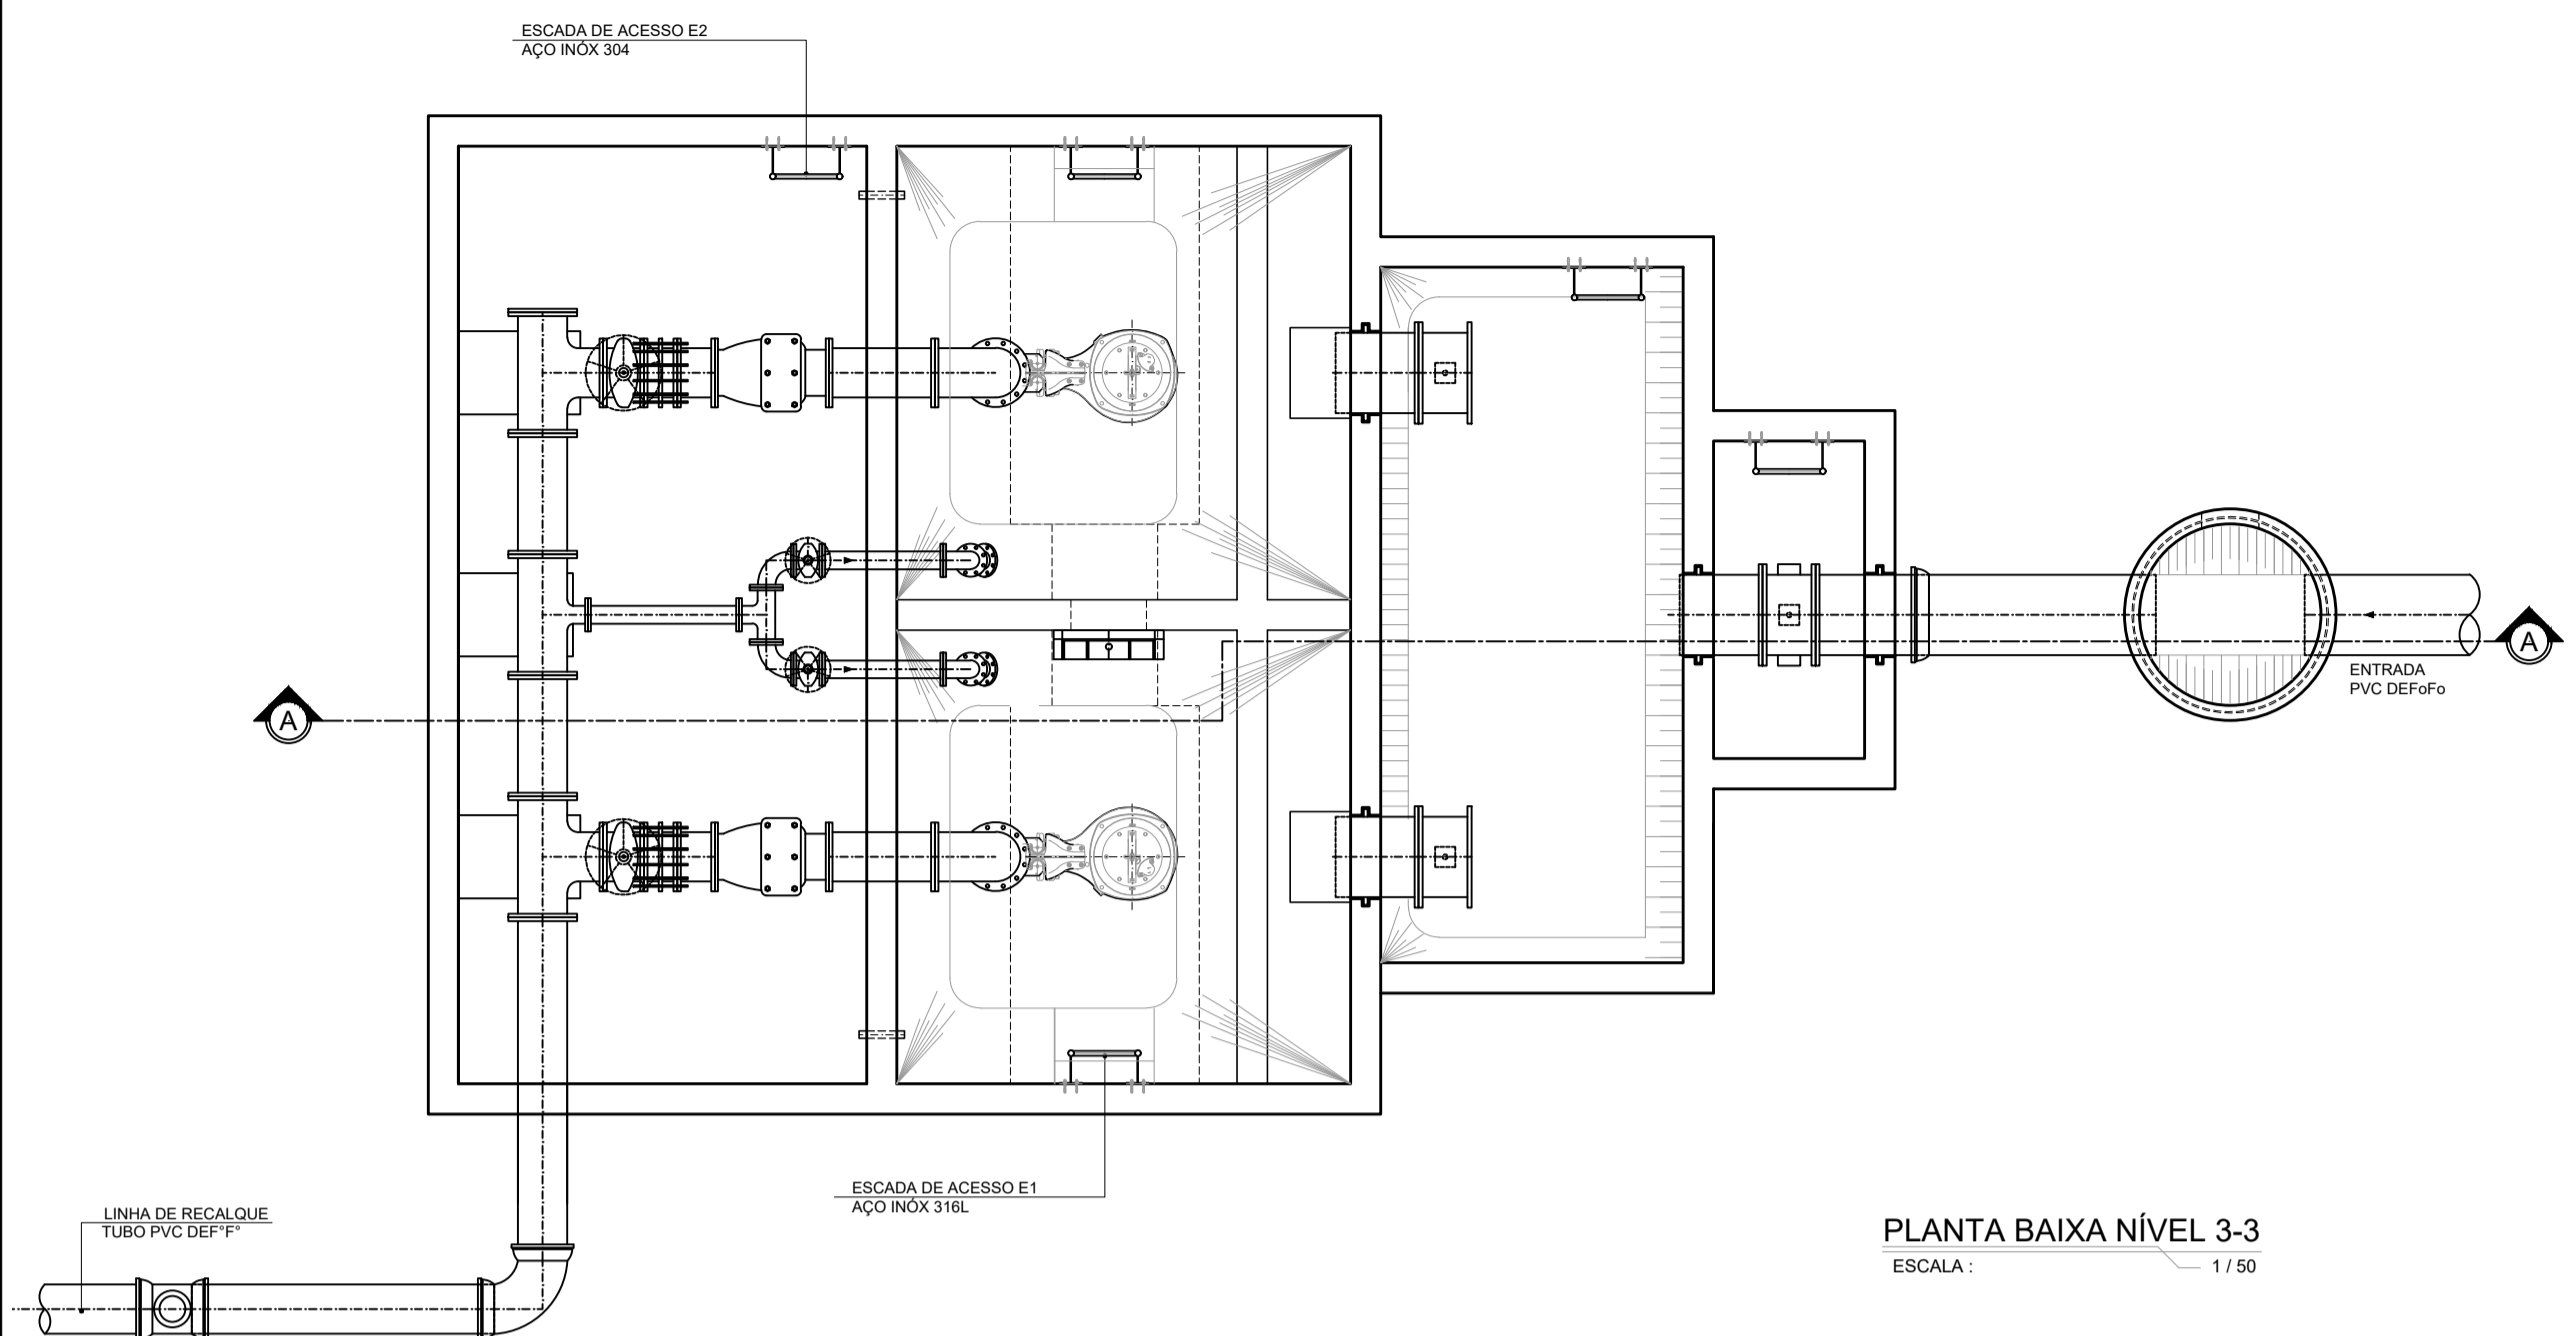 ESCADA DE ACESSO E2
AÇO INÓX 304
A
A
ENTRADA
PVC DEFoFo
ESCADA DE ACESSO E1
AÇO INÓX 316L
LINHA DE RECALQUE
TUBO PVC DEF°F°
PLANTA BAIXA NÍVEL 3-3
ESCALA : 1 / 50